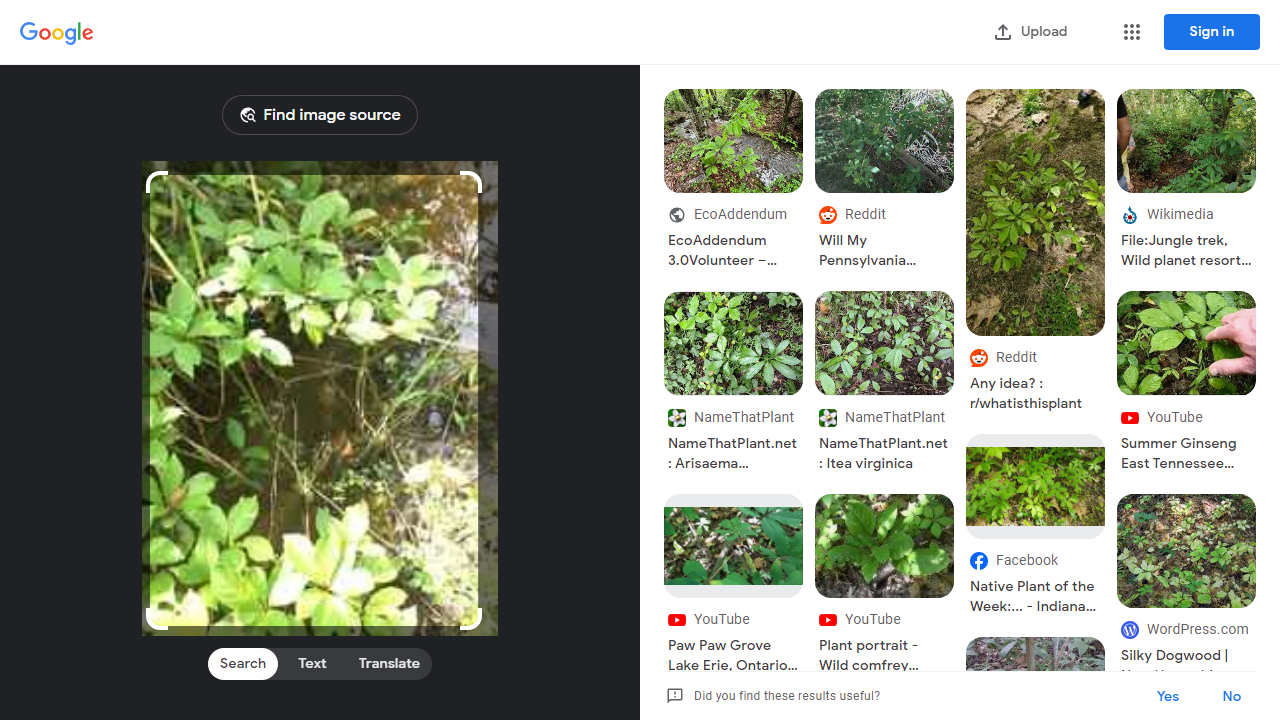 Google
Upload
Sign in
Find image source
Search
Text
Translate
EcoAddendum
EcoAddendum
3.0Volunteer –...
Reddit
Will My
Pennsylvania...
Reddit
Any idea? :
r/whatisthisplant
Wikimedia
File:Jungle trek,
Wild planet resort...
NameThatPlant
NameThatPlant.net
: Arisaema...
NameThatPlant
NameThatPlant.net
: Itea virginica
YouTube
Summer Ginseng
East Tennessee...
Facebook
Native Plant of the
Week:... - Indiana...
YouTube
Paw Paw Grove
Lake Erie, Ontario...
YouTube
Plant portrait -
Wild comfrey...
WordPress.com
Silky Dogwood |
Did you find these results useful?
Yes
No